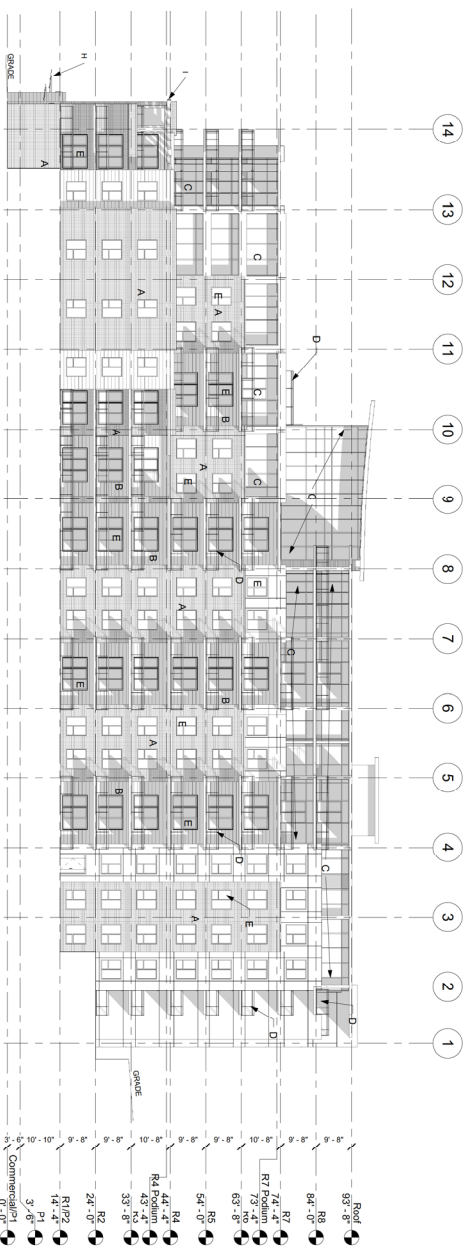 14 13 12 11 10 9 8 7 6 5 4 3 2 1
D
C
Roof
93' - 8"
9' - 8"
C
C
D
R8
84' - 0"
9' - 8"
R7
74' - 4"
R7 Podium
73' - 4"
C C C E
D
10' - 8"
R6
63' - 8"
E E B D B D E
9' - 8"
R5
54' - 0"
C A A E A E E A
9' - 8"
R4
44' - 4"
R4 Podium
43' - 4"
I
A B A
10' - 8"
R3
33' - 8"
GRADE
A B E B
9' - 8"
R2
24' - 0"
E E
9' - 8"
R1/P2
14' - 4"
H
A
10' - 10"
P1
3' - 6"
GRADE
3' - 6"
Commercial/P1
0' - 0"